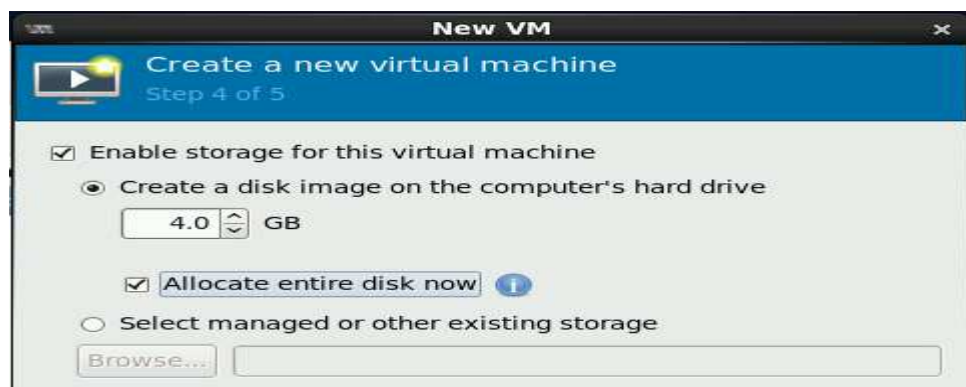 New VM
Create a new virtual machine
Step 4 of 5
Enable storage for this virtual machine
Create a disk image on the computer's hard drive
4.0 GB
Allocate entire disk now
Select managed or other existing storage
Browse...